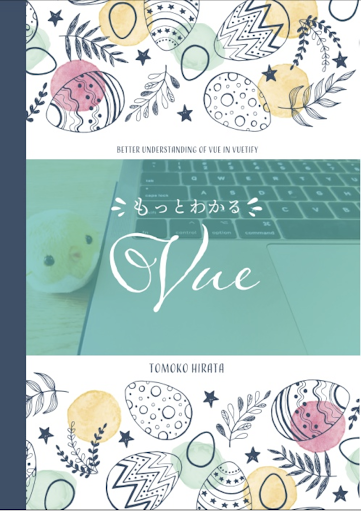 BETTER UNDERSTANDING OF VUE IN VUETIFY
もっとわかる
Vue
TOMOKO HIRATA